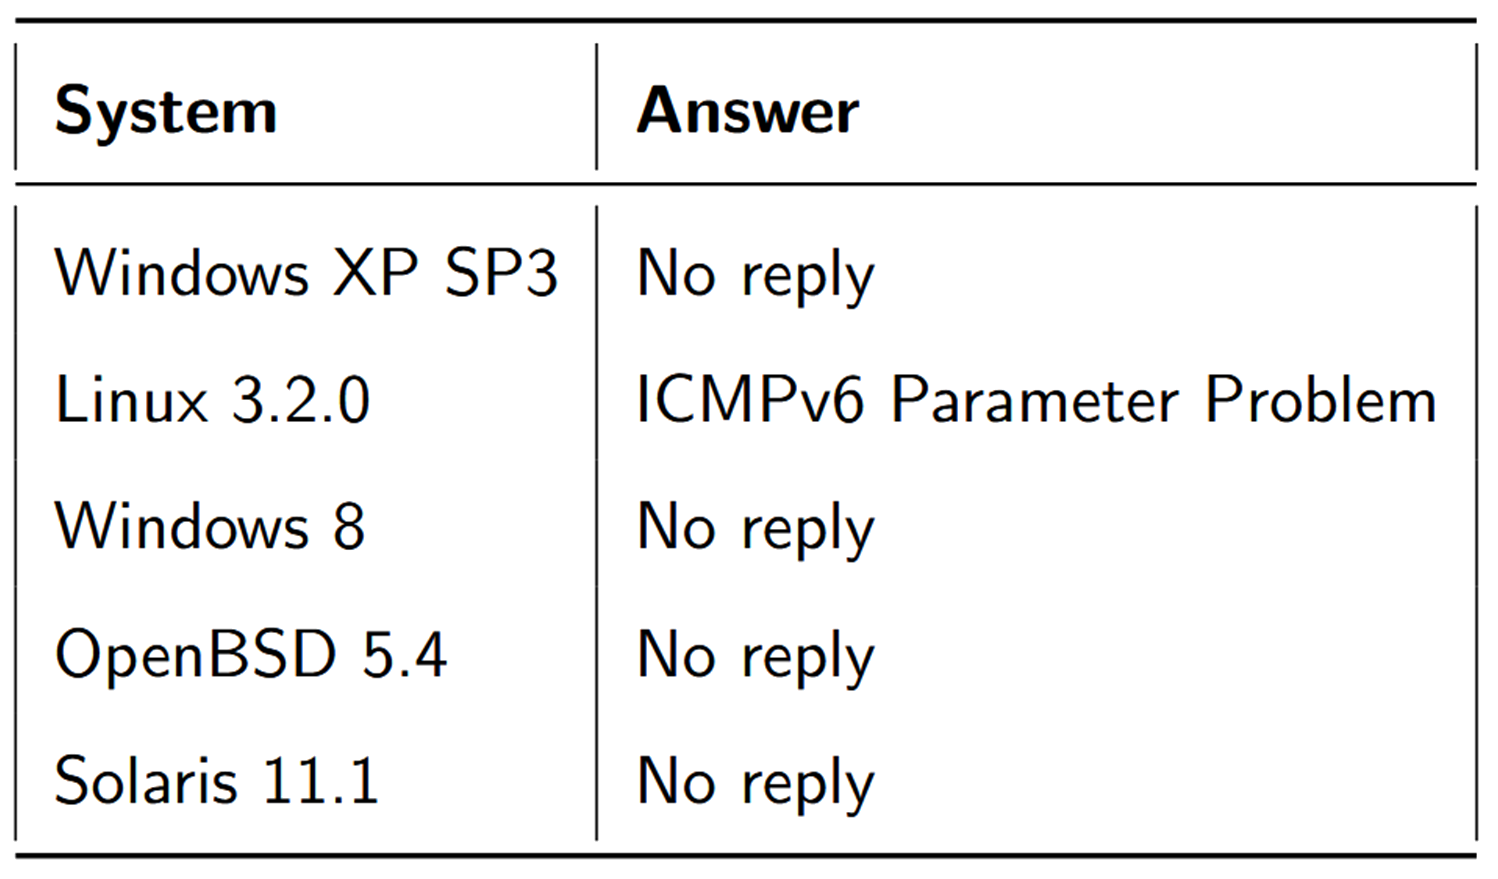 System Answer
Windows XP SP3 No reply
Linux 3.2.0 ICMPv6 Parameter Problem
Windows 8 No reply
OpenBSD 5.4 No reply
Solaris 11.1 No reply